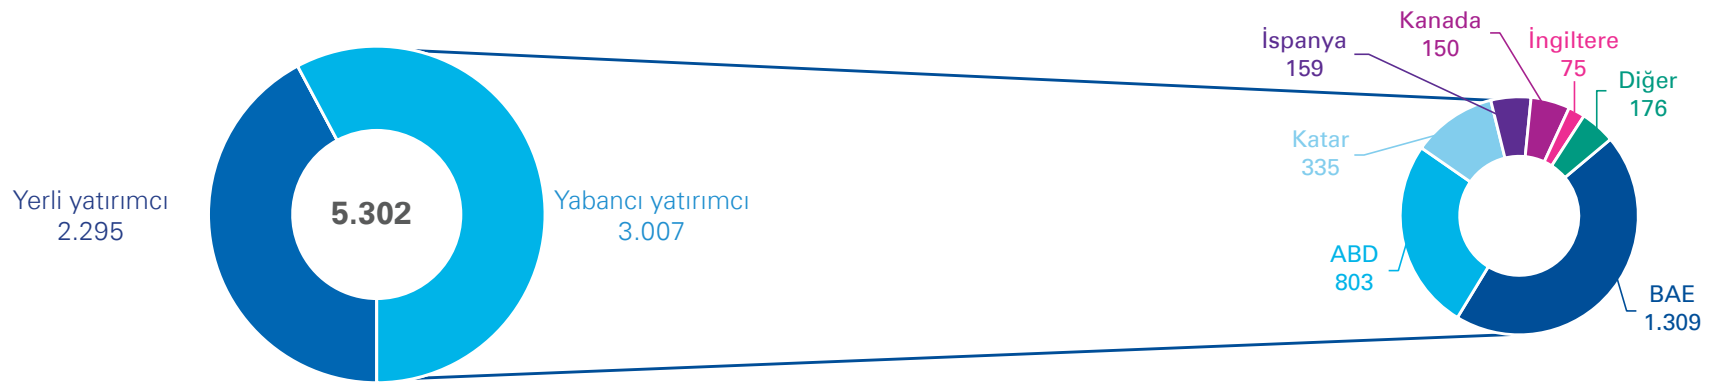 Yerli yatırımcı
2.295
5.302
Yabancı yatırımcı
3.007
Katar
335
İspanya
159
Kanada
150
İngiltere
75
Diğer
176
ABD
803
BAE
1.309